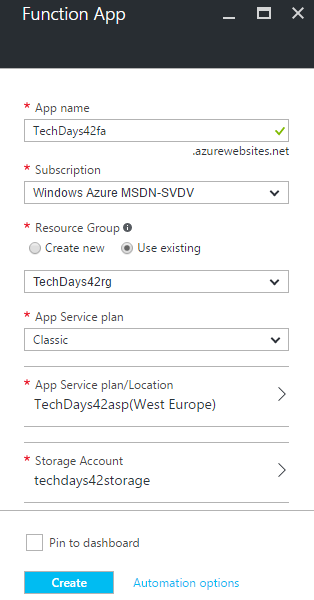 Function App
* App name
TechDays42fa
.azurewebsites.net
* Subscription
Windows Azure MSDN-SVDV
* Resource Group
Create new Use existing
TechDays42rg
* App Service plan
Classic
* App Service plan/Location
TechDays42asp(West Europe)
* Storage Account
techdays42storage
Pin to dashboard
Create Automation options